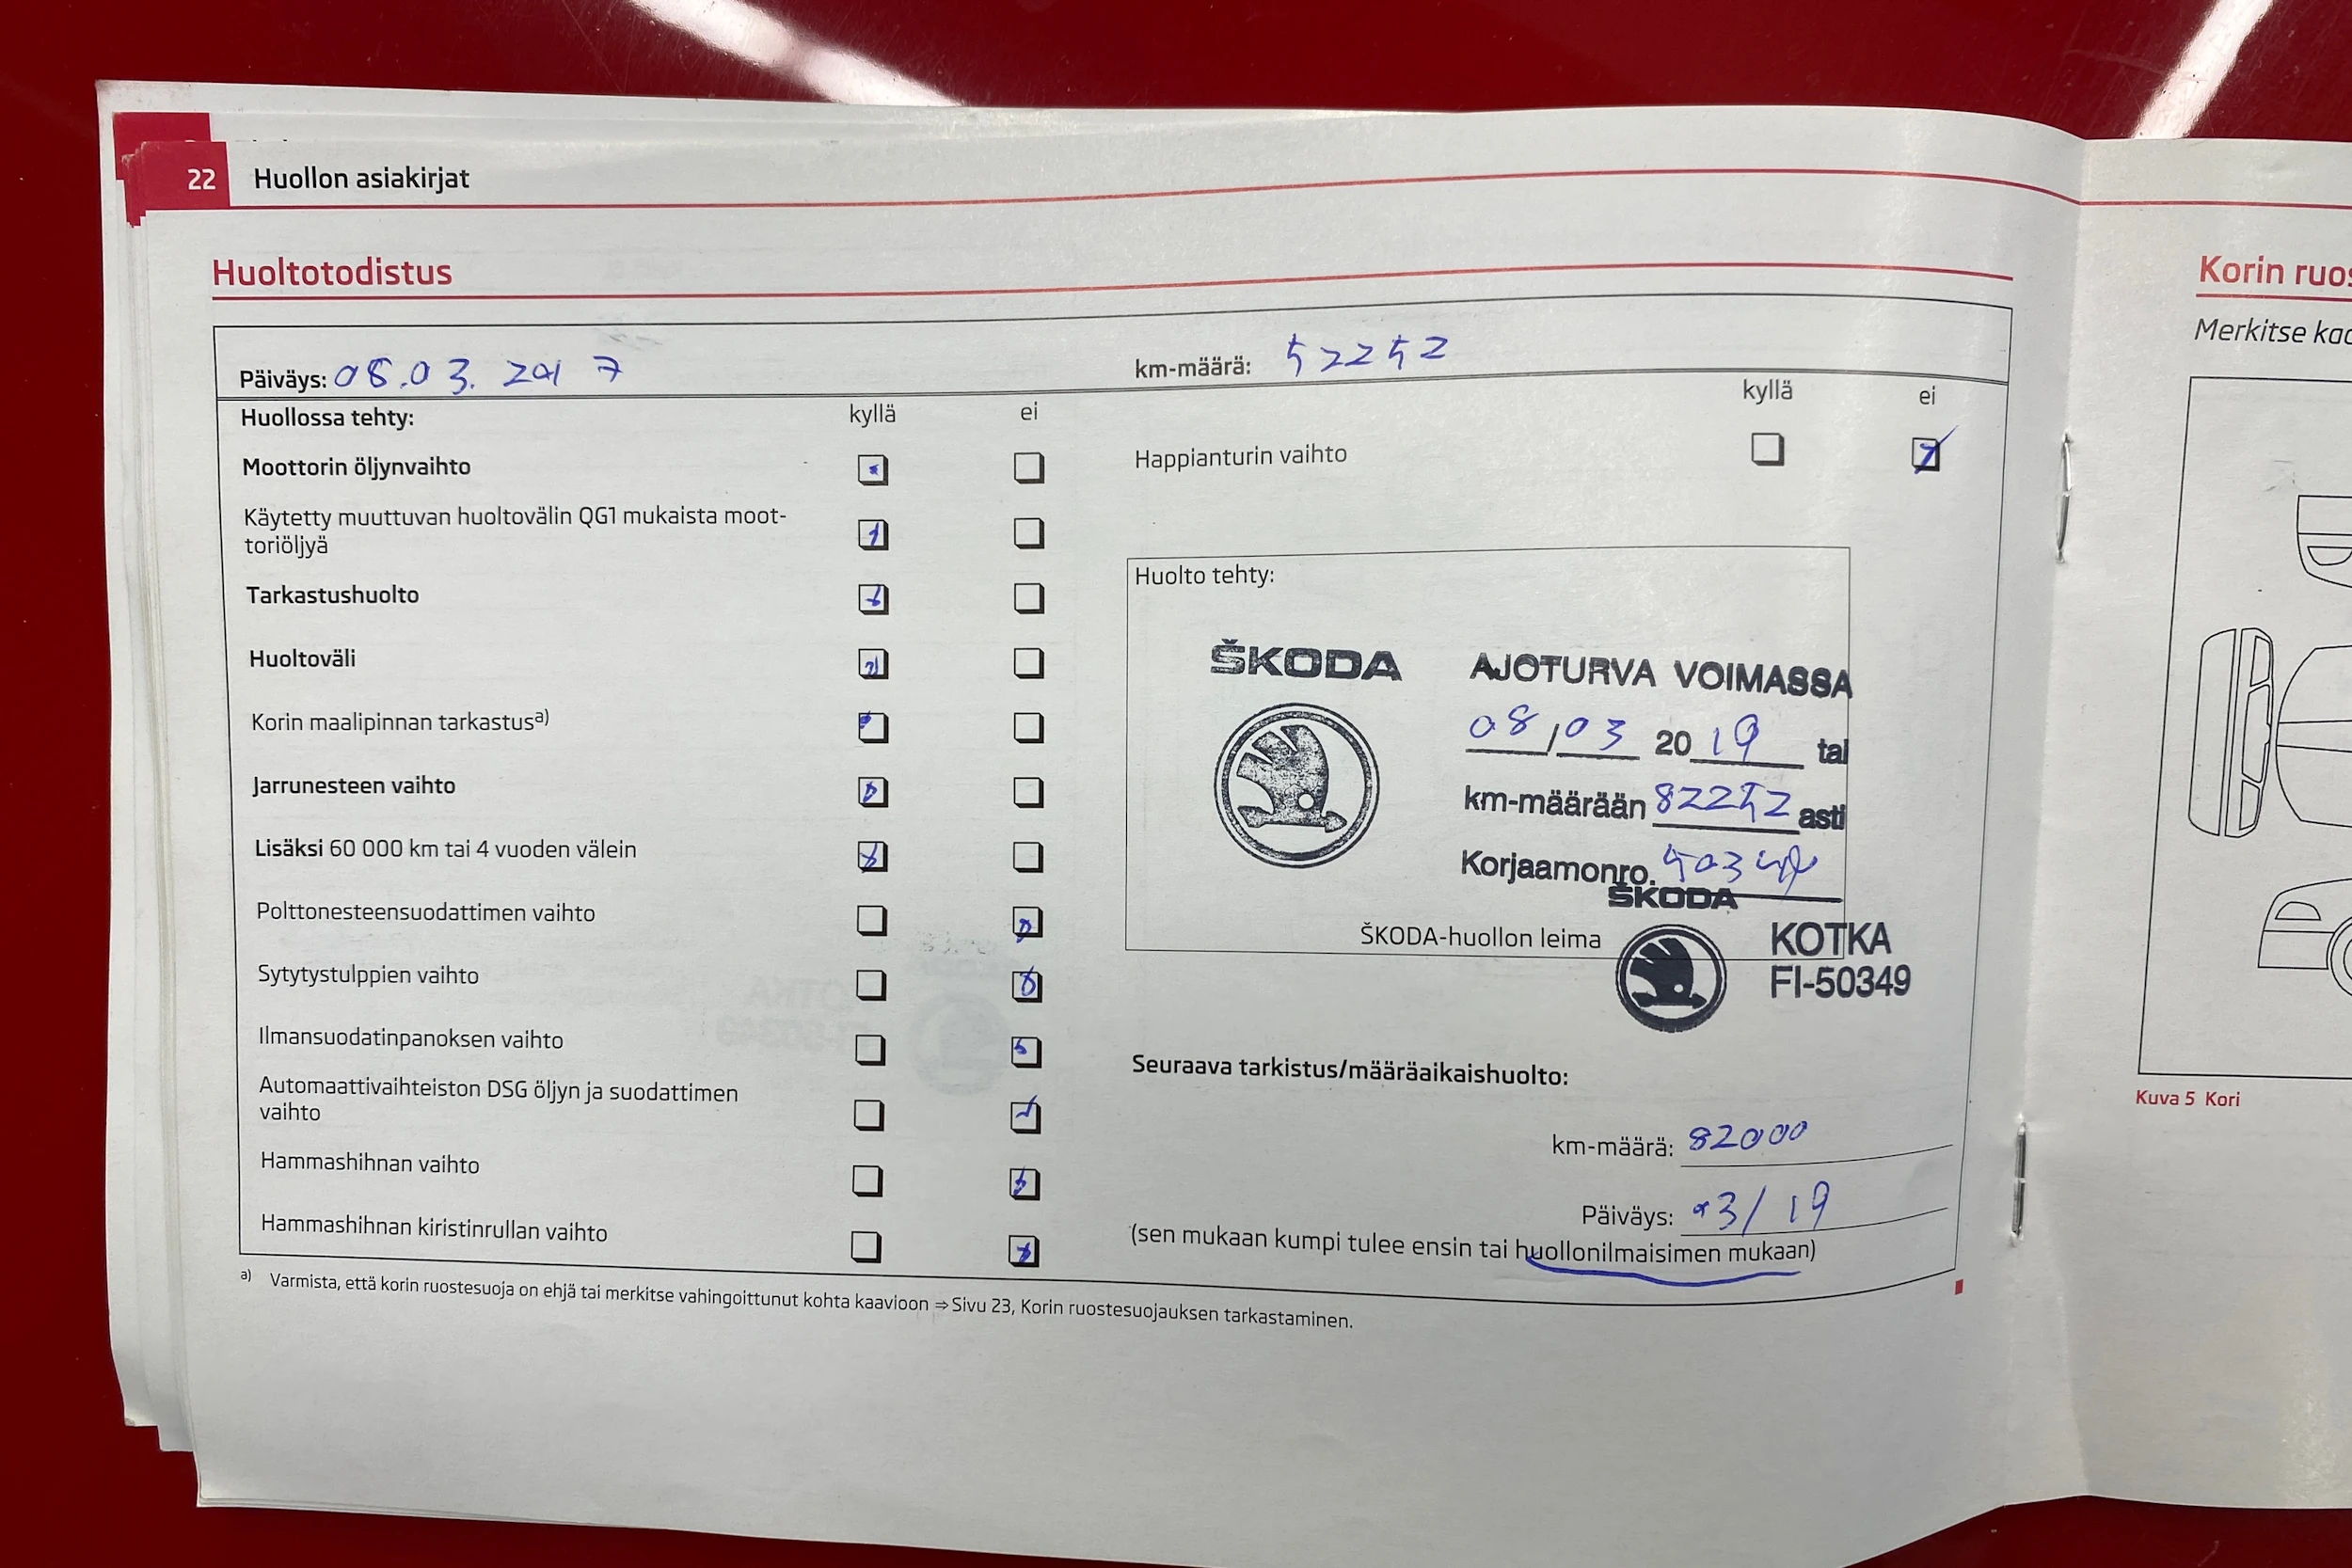 22 Huollon asiakirjat
Huoltotodistus
Päiväys: 08.03.2017 km-määrä: 52252
Huollossa tehty: kyllä ei
Moottorin öljynvaihto
Käytetty muuttuvan huoltovälin QG1 mukaista moot-
toriöljyä
Tarkastushuolto
Huoltoväli
Korin maalipinnan tarkastusa)
Jarrunesteen vaihto
Lisäksi 60 000 km tai 4 vuoden välein
Polttonesteensuodattimen vaihto
Sytytystulppien vaihto
Ilmansuodatinpanoksen vaihto
Automaattivaihteiston DSG öljyn ja suodattimen
vaihto
Hammashihnan vaihto
Hammashihnan kiristinrullan vaihto
kyllä ei
Happianturin vaihto
Huolto tehty:
ŠKODA
AJOTURVA VOIMASSA
08/03 2019 tai
km-määrään 82252 asti
Korjaamonro.
ŠKODA
ŠKODA-huollon leima
KOTKA
FI-50349
Seuraava tarkistus/määräaikaishuolto:
km-määrä: 82000
Päiväys: 03/19
(sen mukaan kumpi tulee ensin tai huollonilmaisimen mukaan)
a) Varmista, että korin ruostesuoja on ehjä tai merkitse vahingoittunut kohta kaavioon ⇒ Sivu 23, Korin ruostesuojauksen tarkastaminen.
Korin ruos
Merkitse kaa
Kuva 5 Kori